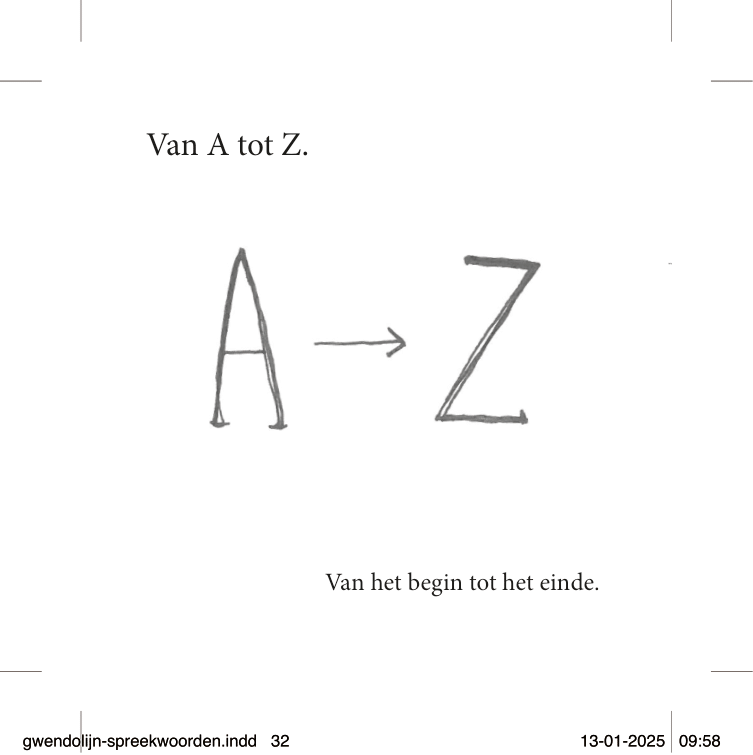 Van A tot Z.
A → Z
Van het begin tot het einde.
gwendolijn-spreekwoorden.indd 32 13-01-2025 09:58